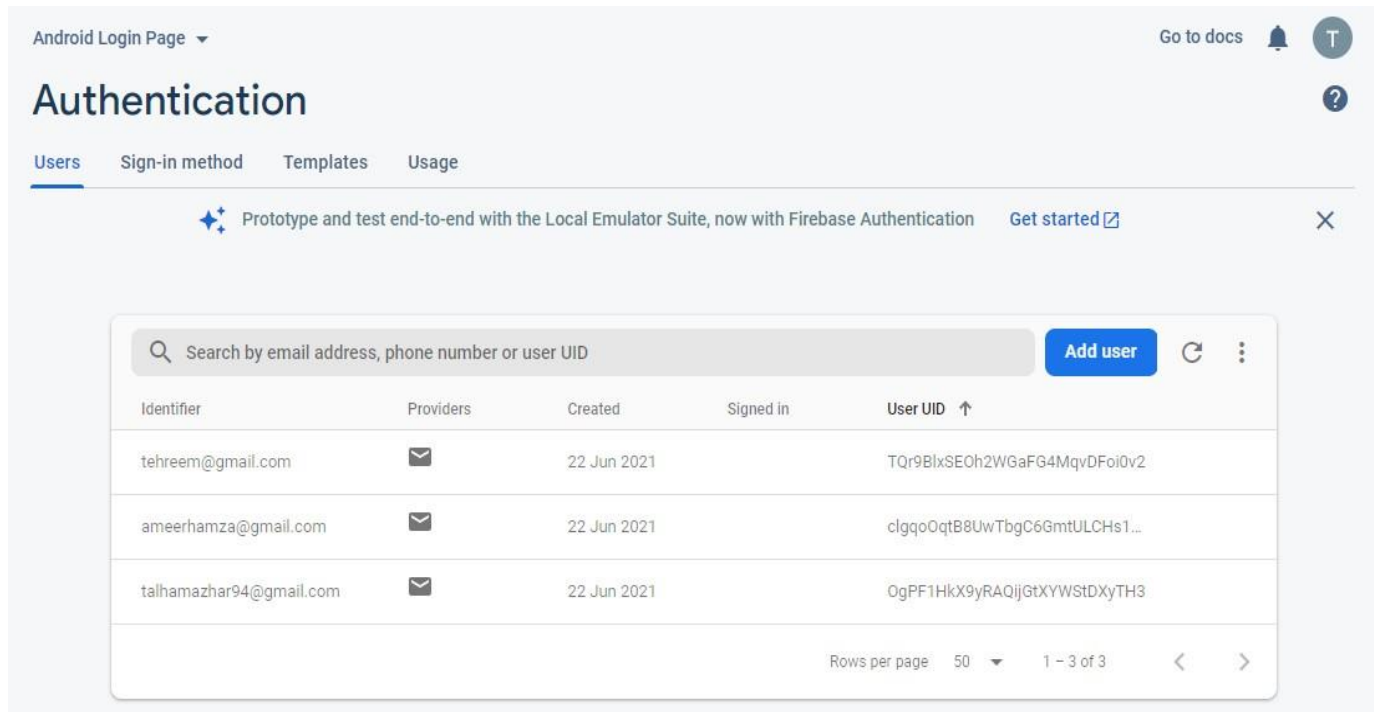 Android Login Page
Go to docs
T
Authentication
?
Users Sign-in method Templates Usage
Prototype and test end-to-end with the Local Emulator Suite, now with Firebase Authentication Get started
Search by email address, phone number or user UID
Add user
Identifier Providers Created Signed in User UID
tehreem@gmail.com 22 Jun 2021 TQr9BlxSEOh2WGaFG4MqvDFoi0v2
ameerhamza@gmail.com 22 Jun 2021 clgqoOqtB8UwTbgC6GmtULCHs1...
talhamazhar94@gmail.com 22 Jun 2021 OgPF1HkX9yRAQijGtXYWStDXyTH3
Rows per page 50 1 – 3 of 3